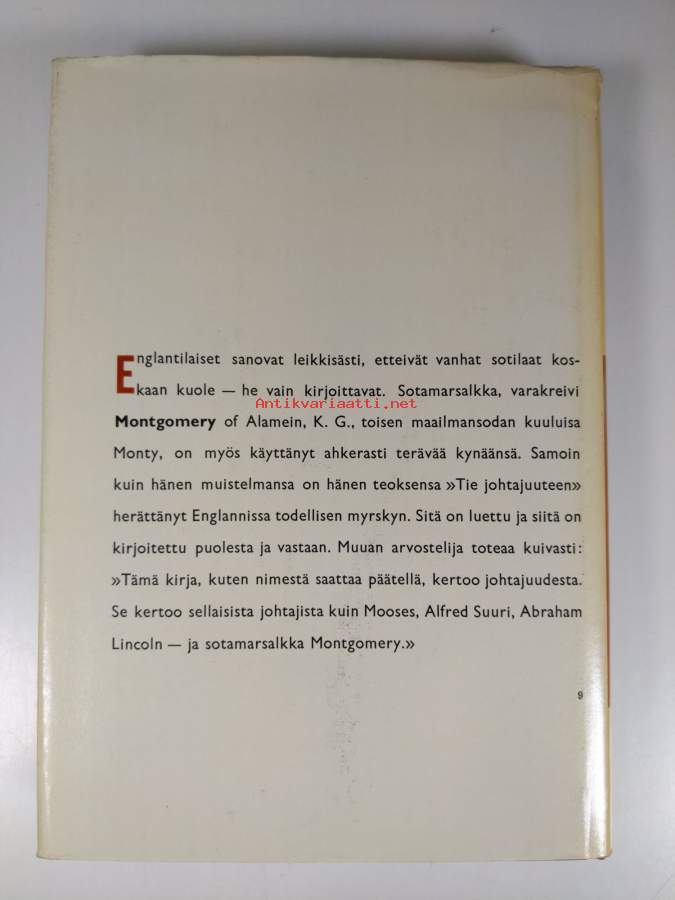 Englantilaiset sanovat leikkisästi, etteivät vanhat sotilaat kos-
kaan kuole — he vain kirjoittavat. Sotamarsalkka, varakreivi
Antikvariaatti.net
Montgomery of Alamein, K. G., toisen maailmansodan kuuluisa
Monty, on myös käyttänyt ahkerasti terävää kynäänsä. Samoin
kuin hänen muistelmansa on hänen teoksensa »Tie johtajuuteen»
herättänyt Englannissa todellisen myrskyn. Sitä on luettu ja siitä on
kirjoitettu puolesta ja vastaan. Muuan arvostelija toteaa kuivasti:
»Tämä kirja, kuten nimestä saattaa päätellä, kertoo johtajuudesta.
Se kertoo sellaisista johtajista kuin Mooses, Alfred Suuri, Abraham
Lincoln — ja sotamarsalkka Montgomery.»
9